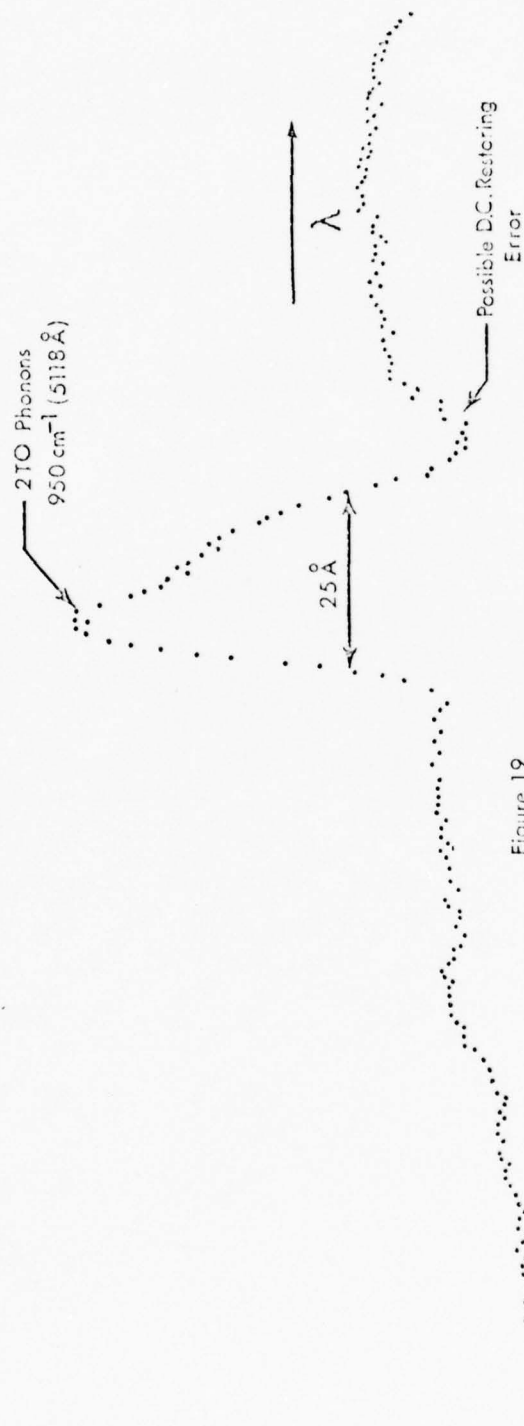 2TO Phonons
950 cm⁻¹ (5118 Å)
λ
25 Å
Possible D.C. Restoring
Error
Figure 19